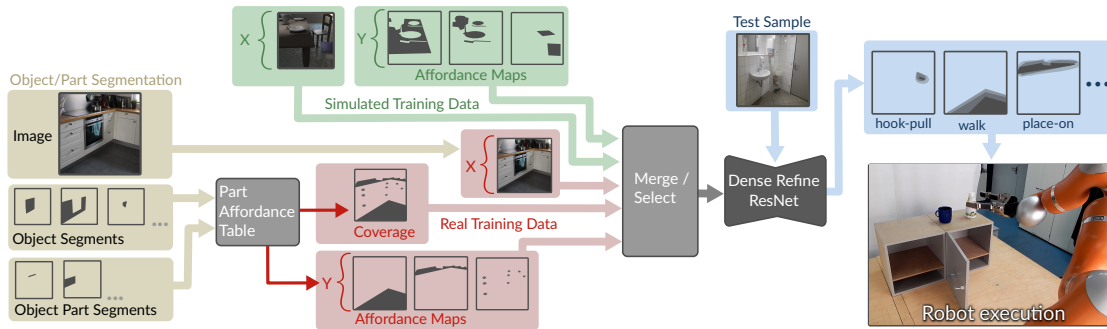 X
Y
Affordance Maps
Test Sample
Object/Part Segmentation
Simulated Training Data
Image
hook-pull
walk
place-on
X
Part
Affordance
Table
Merge /
Select
Dense Refine
ResNet
Object Segments
Coverage
Real Training Data
Y
Object Part Segments
Affordance Maps
Robot execution